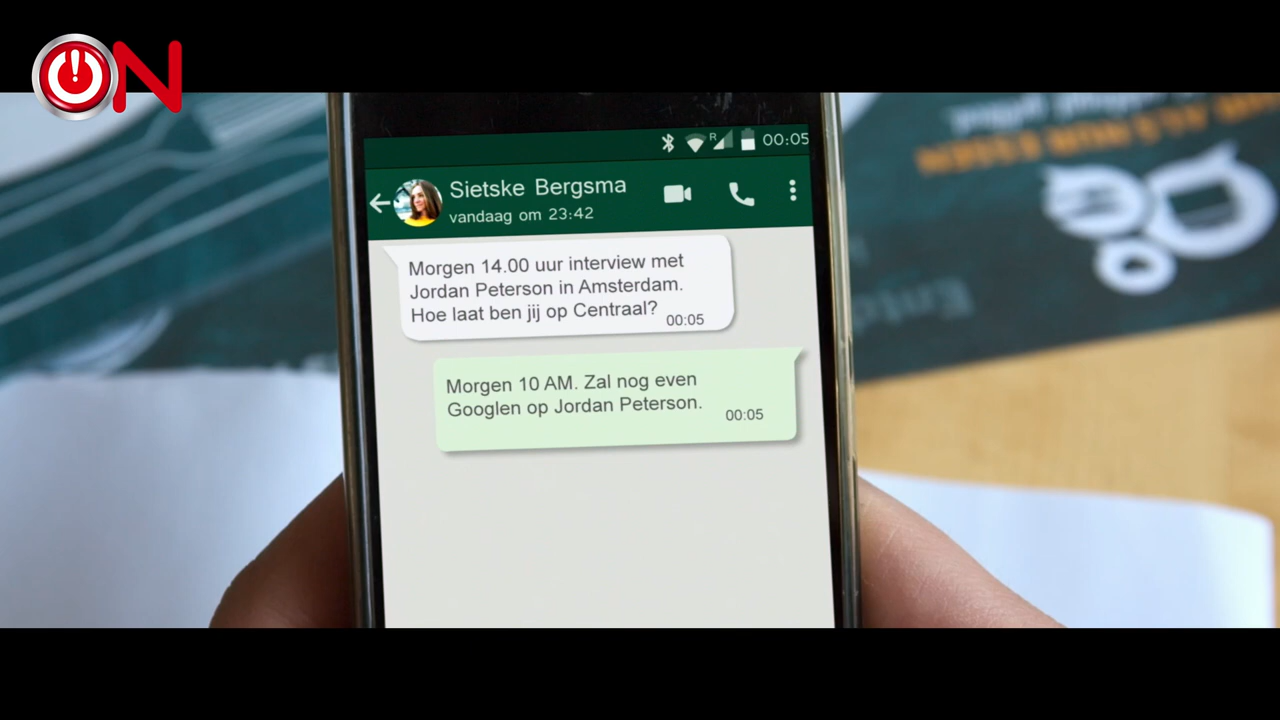 ON
00:05
Sietske Bergsma
vandaag om 23:42
Morgen 14.00 uur interview met
Jordan Peterson in Amsterdam.
Hoe laat ben jij op Centraal?
00:05
Morgen 10 AM. Zal nog even
Googlen op Jordan Peterson.
00:05